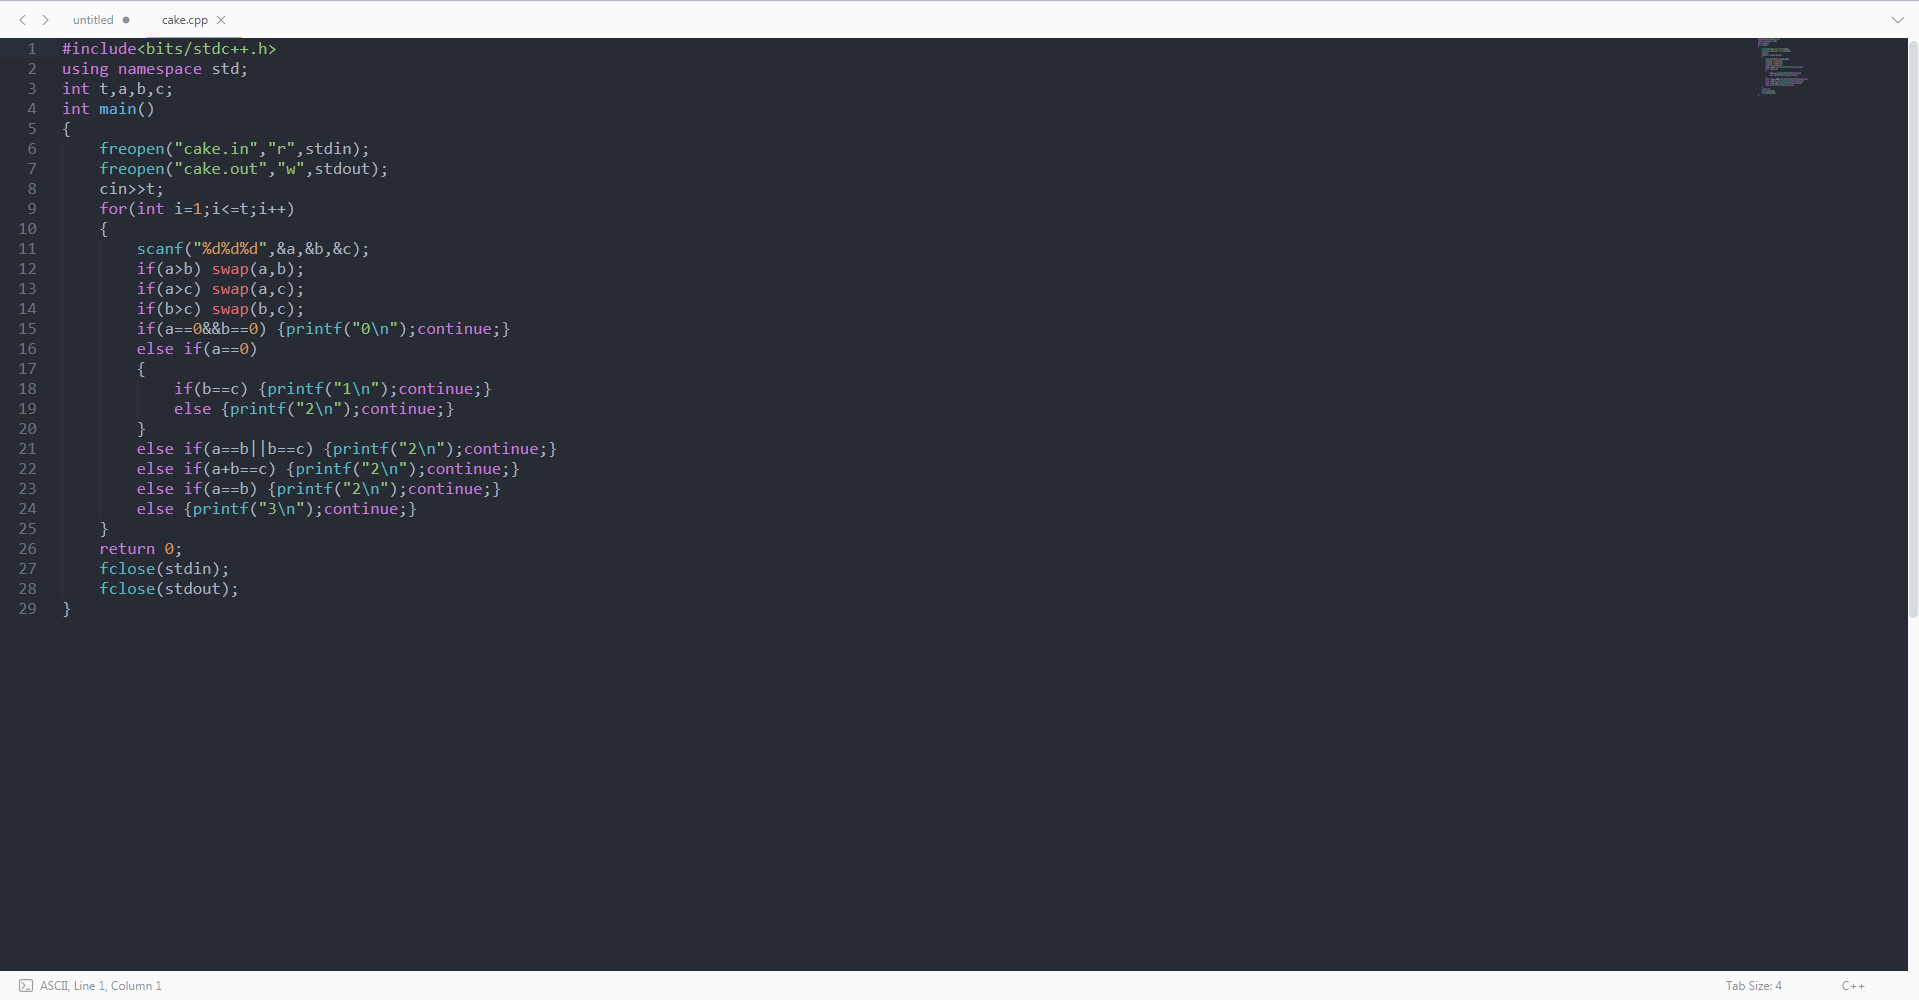 untitled
cake.cpp
1 #include<bits/stdc++.h>
2 using namespace std;
3 int t,a,b,c;
4 int main()
5 {
6     freopen("cake.in","r",stdin);
7     freopen("cake.out","w",stdout);
8     cin>>t;
9     for(int i=1;i<=t;i++)
10     {
11         scanf("%d%d%d",&a,&b,&c);
12         if(a>b) swap(a,b);
13         if(a>c) swap(a,c);
14         if(b>c) swap(b,c);
15         if(a==0&&b==0) {printf("0\n");continue;}
16         else if(a==0)
17         {
18             if(b==c) {printf("1\n");continue;}
19             else {printf("2\n");continue;}
20         }
21         else if(a==b||b==c) {printf("2\n");continue;}
22         else if(a+b==c) {printf("2\n");continue;}
23         else if(a==b) {printf("2\n");continue;}
24         else {printf("3\n");continue;}
25     }
26     return 0;
27     fclose(stdin);
28     fclose(stdout);
29 }
ASCII, Line 1, Column 1
Tab Size: 4
C++